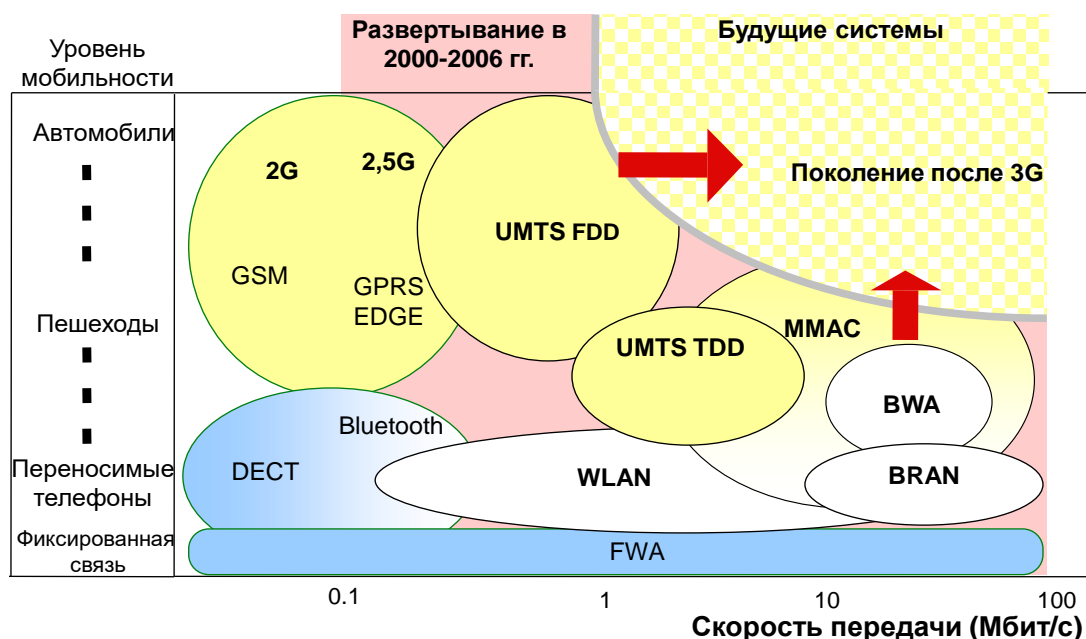 Уровень
мобильности
Развертывание в
2000-2006 гг.
Будущие системы
Автомобили
2G
2,5G
Поколение после 3G
UMTS FDD
GSM
GPRS
EDGE
Пешеходы
MMAC
UMTS TDD
BWA
Bluetooth
DECT
WLAN
BRAN
Переносимые
телефоны
Фиксированная
связь
FWA
0.1
1
10
100
Скорость передачи (Мбит/с)